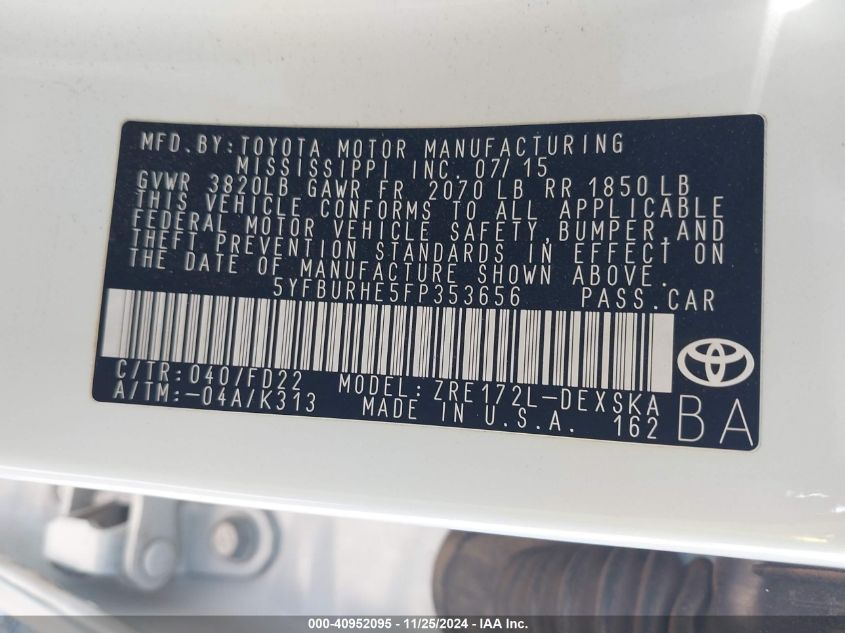 MFD. BY: TOYOTA MOTOR MANUFACTURING
MISSISSIPPI INC. 07/15
GVWR 3820LB GAWR FR 2070 LB RR 1850 LB
THIS VEHICLE CONFORMS TO ALL APPLICABLE
FEDERAL MOTOR VEHICLE SAFETY, BUMPER, AND
THEFT PREVENTION STANDARDS IN EFFECT ON
THE DATE OF MANUFACTURE SHOWN ABOVE.
5YFBURHE5FP353656 PASS.CAR
C/TR: 040/FD22 MODEL: ZRE172L-DEXSKA
A/TM:-04A/K313 MADE IN U.S.A. 162
BA
000-40952095 - 11/25/2024 - IAA Inc.